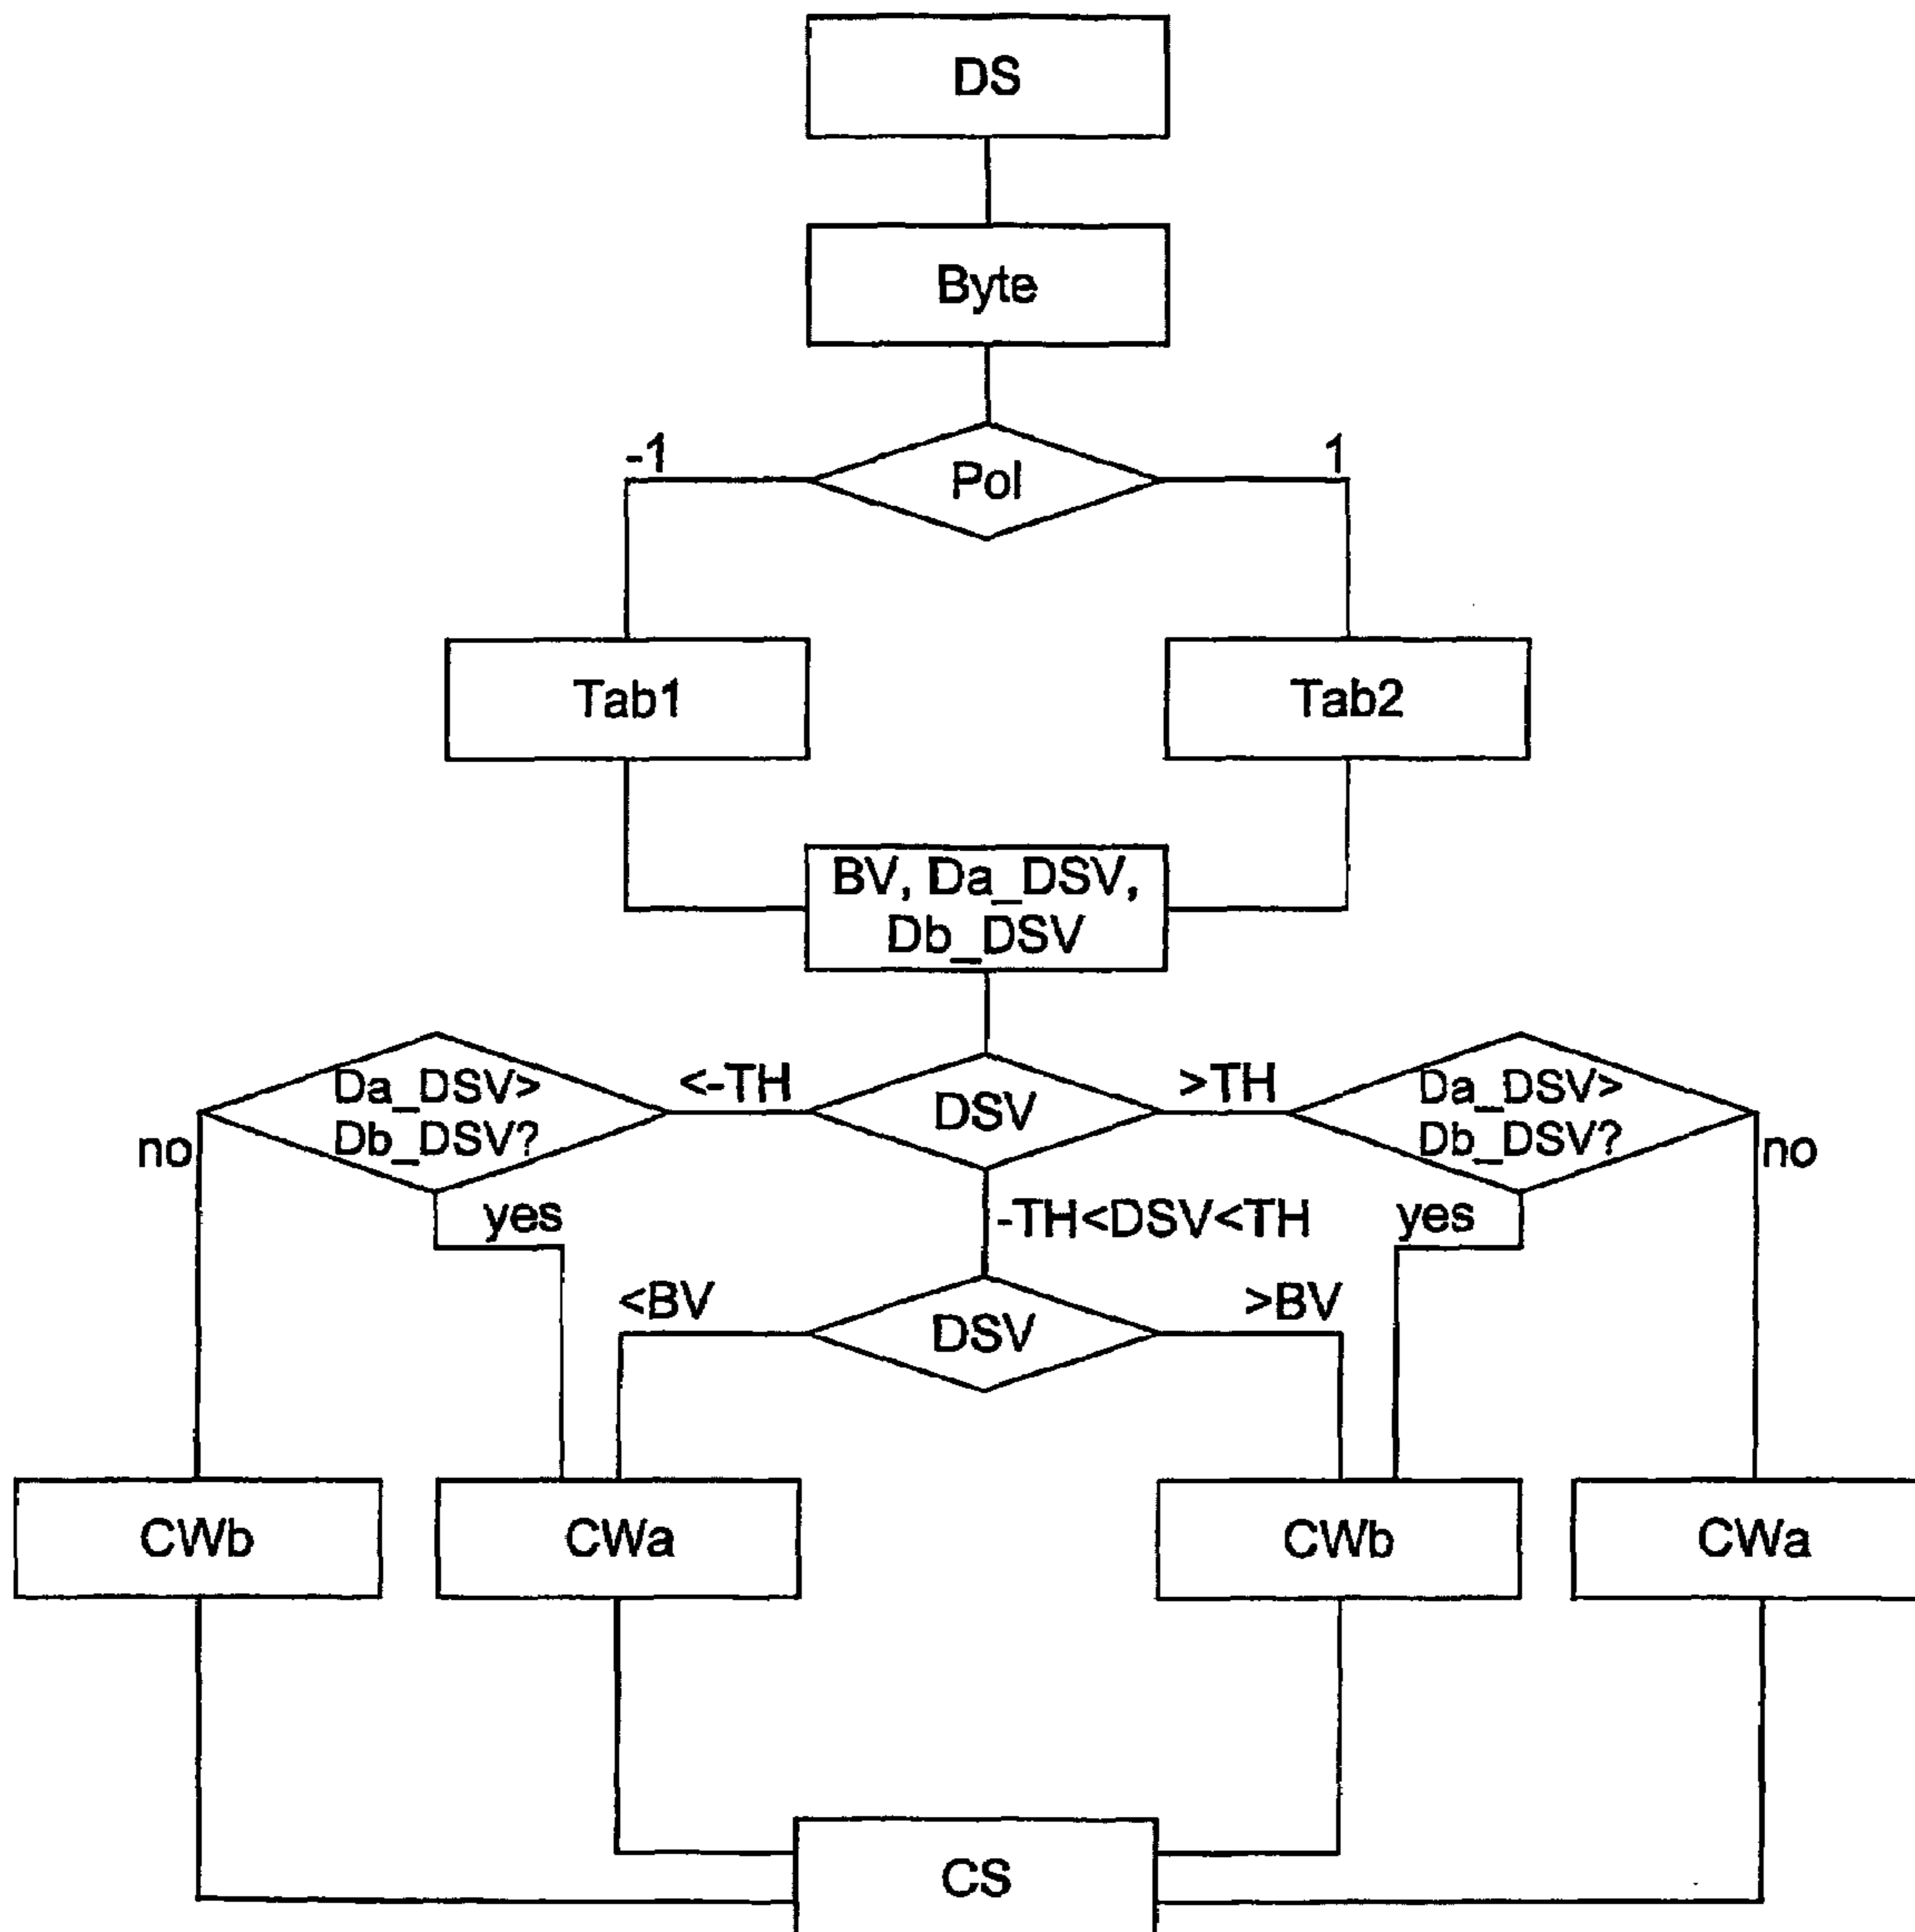 DS
Byte
-1
1
Pol
Tab1
Tab2
BV, Da_DSV,
Db_DSV
Da_DSV>
Db_DSV?
<-TH
DSV
>TH
Da_DSV>
Db_DSV?
no
no
yes
-TH<DSV<TH
yes
<BV
DSV
>BV
CWb
CWa
CWb
CWa
CS